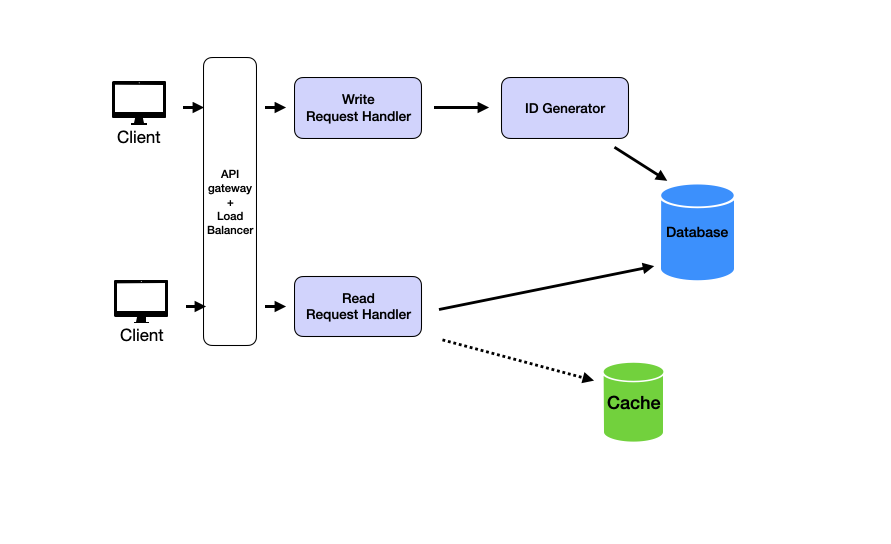 Client
API
gateway
+
Load
Balancer
Write
Request Handler
ID Generator
Database
Client
Read
Request Handler
Cache